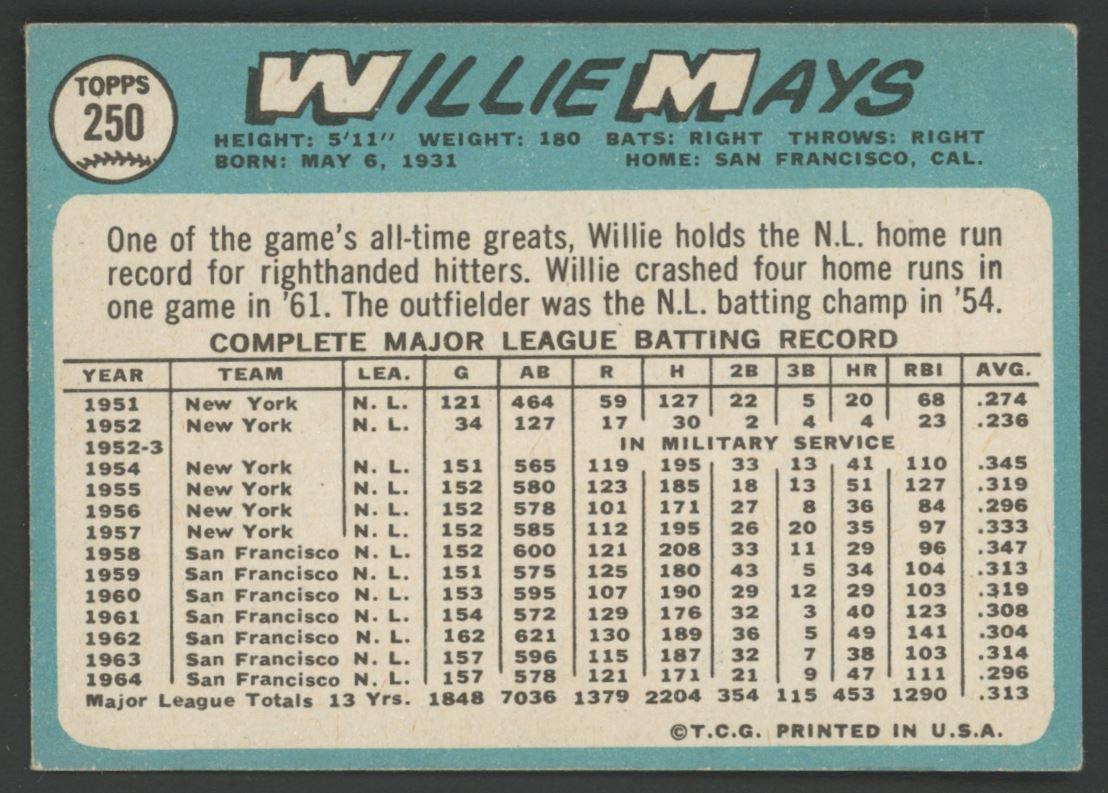 TOPPS
250
WILLIE MAYS
HEIGHT: 5'11" WEIGHT: 180 BATS: RIGHT THROWS: RIGHT
BORN: MAY 6, 1931 HOME: SAN FRANCISCO, CAL.
One of the game's all-time greats, Willie holds the N.L. home run
record for righthanded hitters. Willie crashed four home runs in
one game in '61. The outfielder was the N.L. batting champ in '54.
COMPLETE MAJOR LEAGUE BATTING RECORD
YEAR TEAM LEA. G AB R H 2B 3B HR RBI AVG.
1951 New York N. L. 121 464 59 127 22 5 20 68 .274
1952 New York N. L. 34 127 17 30 2 4 4 23 .236
1952-3 IN MILITARY SERVICE
1954 New York N. L. 151 565 119 195 33 13 41 110 .345
1955 New York N. L. 152 580 123 185 18 13 51 127 .319
1956 New York N. L. 152 578 101 171 27 8 36 84 .296
1957 New York N. L. 152 585 112 195 26 20 35 97 .333
1958 San Francisco N. L. 152 600 121 208 33 11 29 96 .347
1959 San Francisco N. L. 151 575 125 180 43 5 34 104 .313
1960 San Francisco N. L. 153 595 107 190 29 12 29 103 .319
1961 San Francisco N. L. 154 572 129 176 32 3 40 123 .308
1962 San Francisco N. L. 162 621 130 189 36 5 49 141 .304
1963 San Francisco N. L. 157 596 115 187 32 7 38 103 .314
1964 San Francisco N. L. 157 578 121 171 21 9 47 111 .296
Major League Totals 13 Yrs. 1848 7036 1379 2204 354 115 453 1290 .313
©T.C.G. PRINTED IN U.S.A.